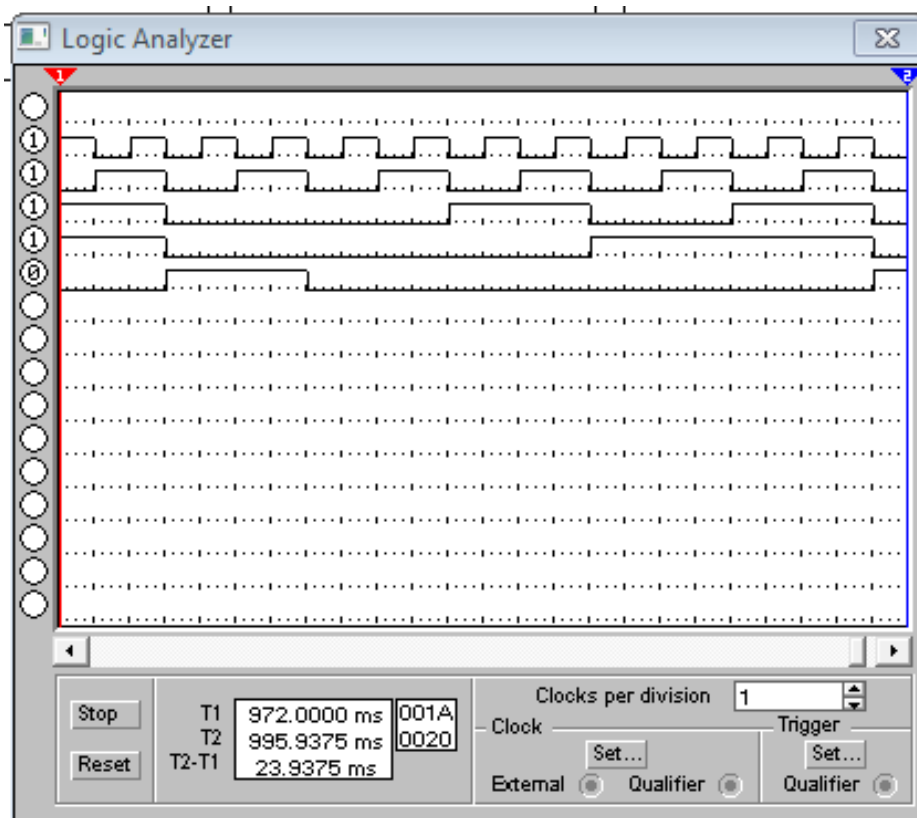 Logic Analyzer
1
2
1
1
1
1
0
Clocks per division 1
Stop
T1 972.0000 ms 001A
T2 995.9375 ms 0020
T2-T1 23.9375 ms
Reset
Clock
Set...
External Qualifier
Trigger
Set...
Qualifier